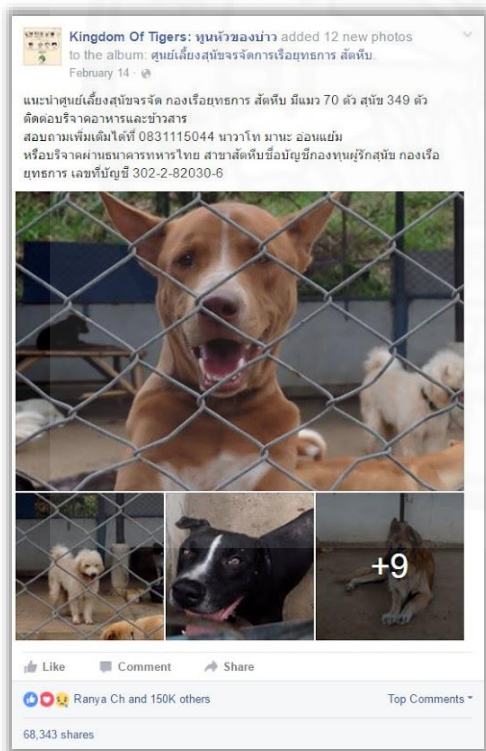 Kingdom Of Tigers: ทูนหัวของบ่าว added 12 new photos
to the album: ศูนย์เลี้ยงสุนัขจรจัดการเรือยุทธการ สัตหีบ.
February 14
แนะนำศูนย์เลี้ยงสุนัขจรจัด กองเรือยุทธการ สัตหีบ มีแมว 70 ตัว สุนัข 349 ตัว
ติดต่อบริจาคอาหารและข้าวสาร
สอบถามเพิ่มเติมได้ที่ 0831115044 นาวาโท มานะ อ่อนแย้ม
หรือบริจาคผ่านธนาคารทหารไทย สาขาสัตหีบชื่อบัญชีกองทุนผู้รักสุนัข กองเรือ
ยุทธการ เลขที่บัญชี 302-2-82030-6
+9
Like Comment Share
Ranya Ch and 150K others Top Comments
68,343 shares